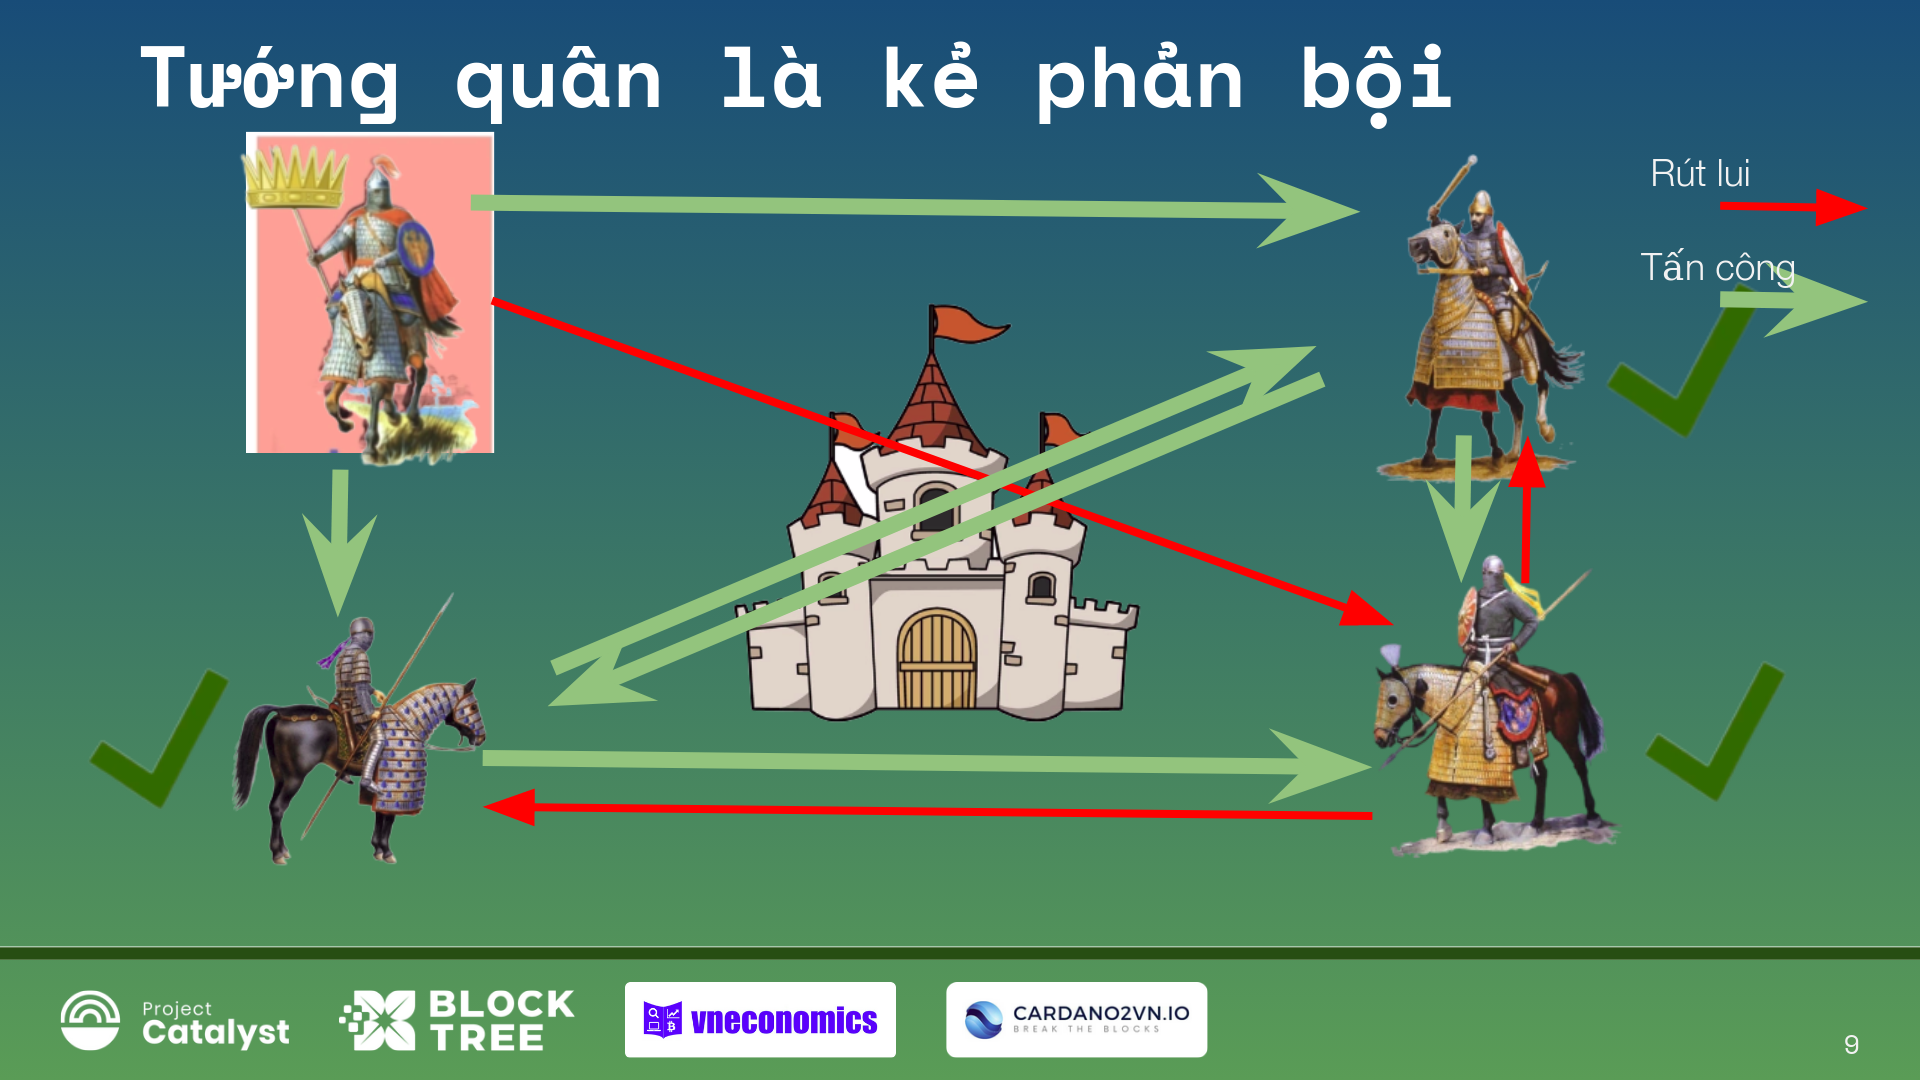 Tướng quân là kẻ phản bội
Rút lui
Tấn công
Project
Catalyst
BLOCK
TREE
vneconomics
CARDANO2VN.IO
BREAK THE BLOCKS
9